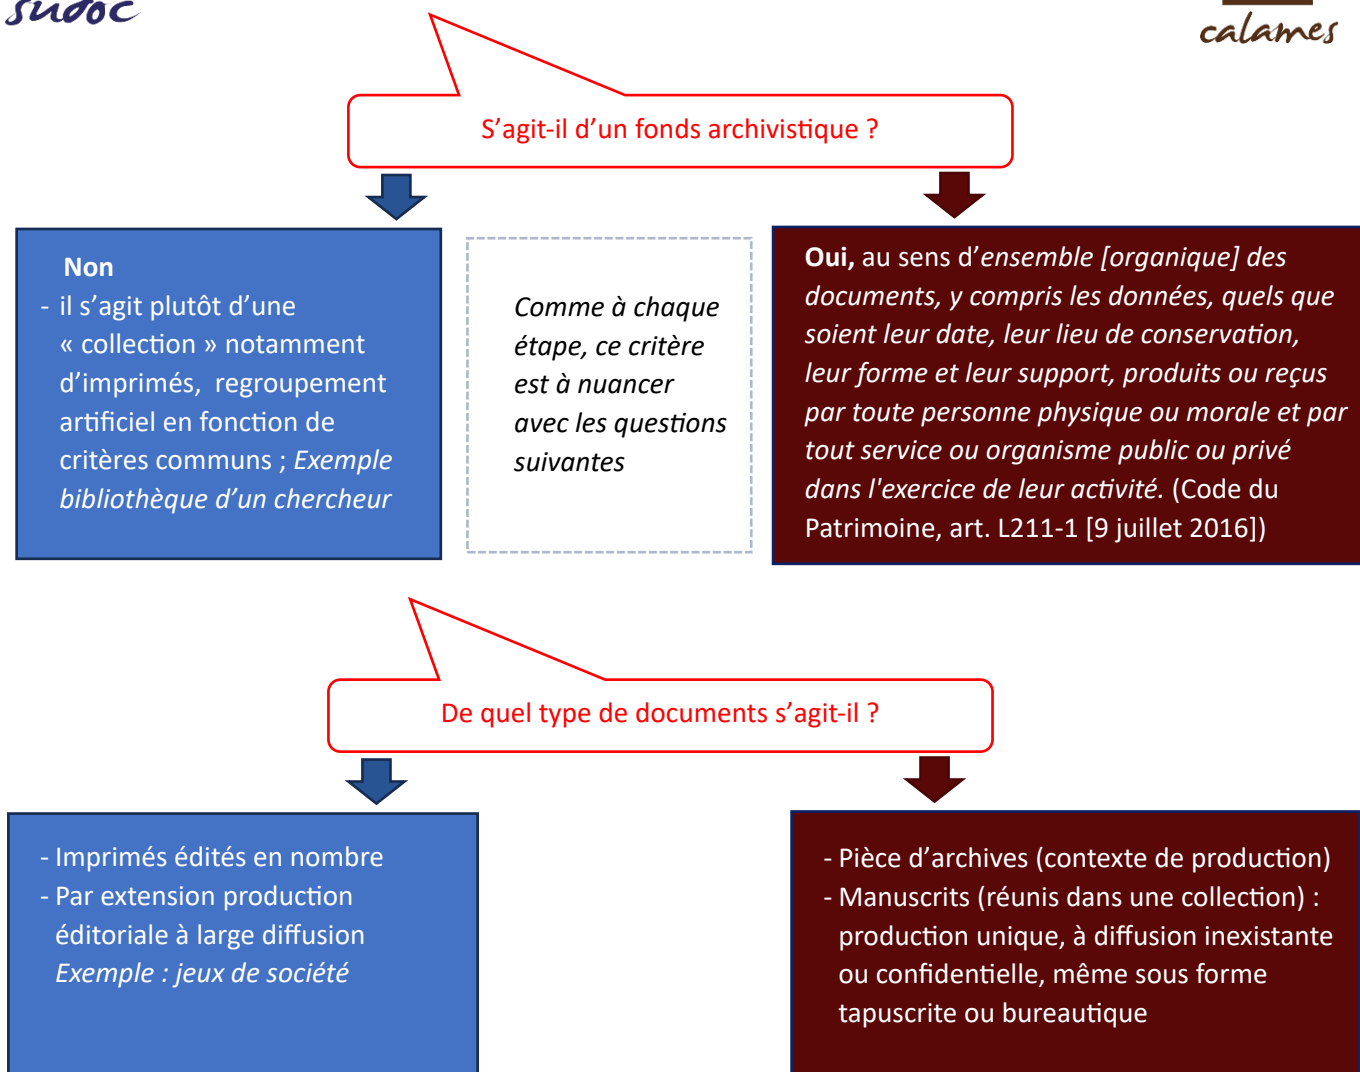 sudoc
calames
S’agit-il d’un fonds archivistique ?
Non
- il s’agit plutôt d’une
« collection » notamment
d’imprimés, regroupement
artificiel en fonction de
critères communs ; Exemple
bibliothèque d’un chercheur
Comme à chaque
étape, ce critère
est à nuancer
avec les questions
suivantes
Oui, au sens d’ensemble [organique] des
documents, y compris les données, quels que
soient leur date, leur lieu de conservation,
leur forme et leur support, produits ou reçus
par toute personne physique ou morale et par
tout service ou organisme public ou privé
dans l'exercice de leur activité. (Code du
Patrimoine, art. L211-1 [9 juillet 2016])
De quel type de documents s’agit-il ?
- Imprimés édités en nombre
- Par extension production
éditoriale à large diffusion
Exemple : jeux de société
- Pièce d’archives (contexte de production)
- Manuscrits (réunis dans une collection) :
production unique, à diffusion inexistante
ou confidentielle, même sous forme
tapuscrite ou bureautique